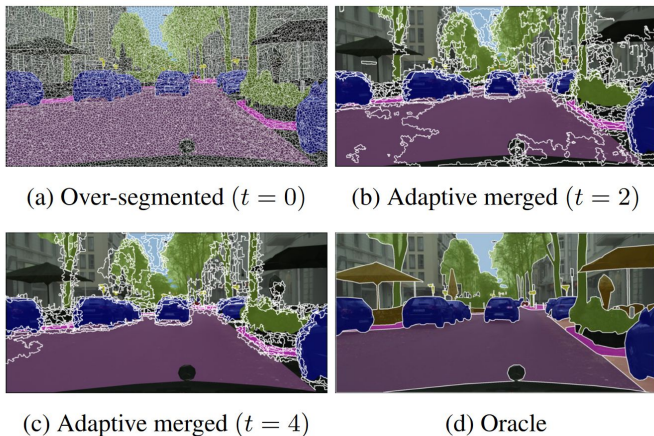 (a) Over-segmented (t = 0)
(b) Adaptive merged (t = 2)
(c) Adaptive merged (t = 4)
(d) Oracle